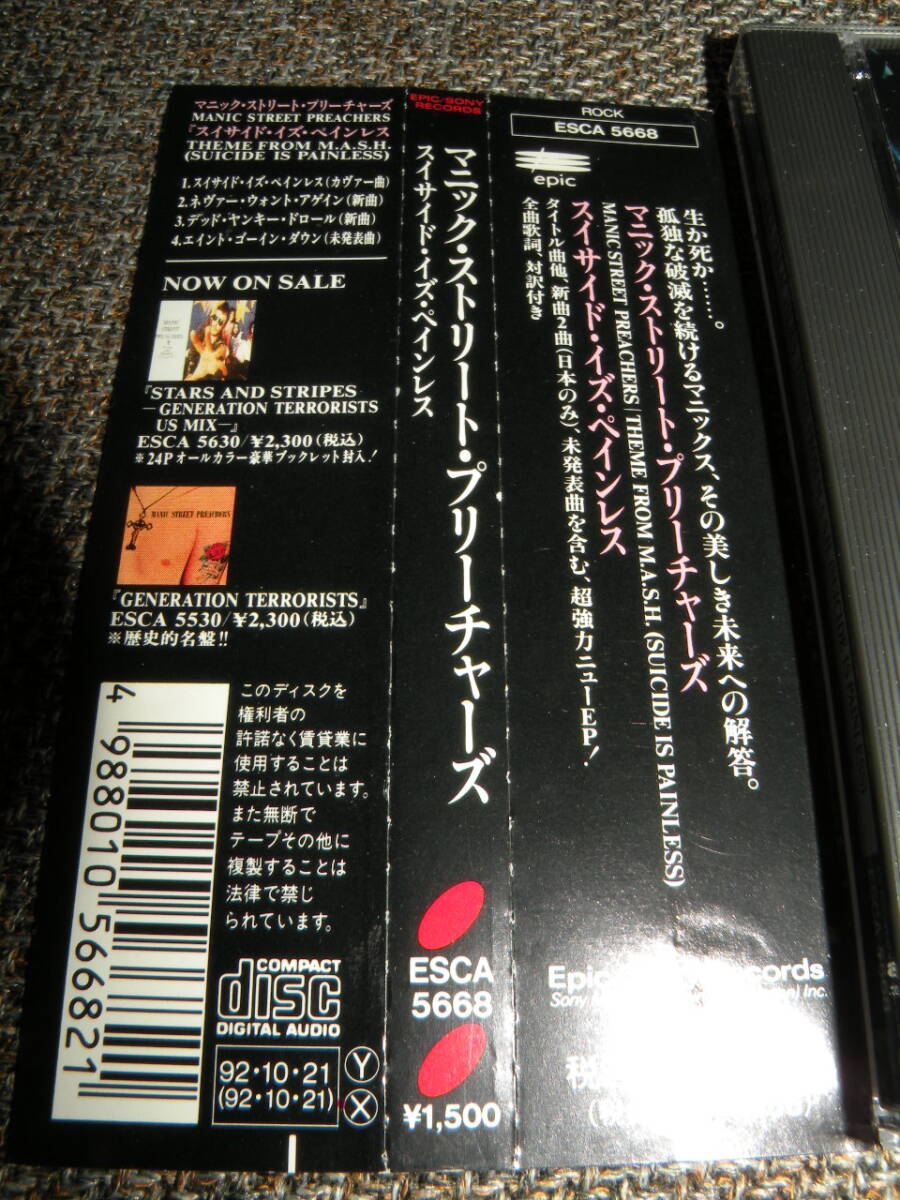 マニック・ストリート・プリーチャーズ
MANIC STREET PREACHERS
『スイサイド・イズ・ペインレス
THEME FROM M.A.S.H.
(SUICIDE IS PAINLESS)
1.スイサイド・イズ・ペインレス(カヴァー曲)
2.ネヴァー・ウォント・アゲイン(新曲)
3.デッド・ヤンキー・ドロール(新曲)
4.エイント・ゴーイン・ダウン(未発表曲)
NOW ON SALE
『STARS AND STRIPES
—GENERATION TERRORISTS
US MIX—』
ESCA 5630/¥2,300(税込)
※24Pオールカラー豪華ブックレット封入!
MANIC STREET PREACHERS
『GENERATION TERRORISTS』
ESCA 5530/¥2,300(税込)
※歴史的名盤!!
4 988010 566821
このディスクを
権利者の
許諾なく賃貸業に
使用することは
禁止されています。
また無断で
テープその他に
複製することは
法律で禁じ
られています。
COMPACT
disc
DIGITAL AUDIO
92・10・21
(92・10・21)
Y
X
EPIC/SONY
RECORDS
マニック・ストリート・プリーチャーズ
スイサイド・イズ・ペインレス
ESCA
5668
¥1,500
ROCK
ESCA 5668
epic
生か死か……。
孤独な破滅を続けるマニックス、その美しき未来への解答。
マニック・ストリート・プリーチャーズ
MANIC STREET PREACHERS/THEME FROM M.A.S.H. (SUICIDE IS PAINLESS)
スイサイド・イズ・ペインレス
タイトル曲他、新曲2曲(日本のみ)、未発表曲を含む、超強力ニューEP!
全曲歌詞、対訳付き
Epic
Sony
Inc.
税